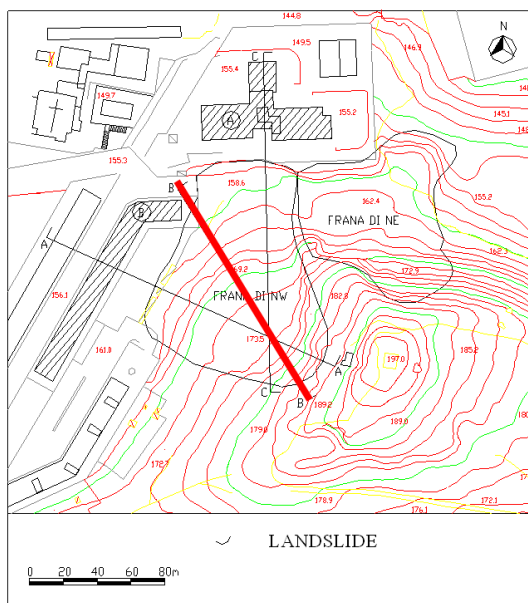 144.8
N
149.5
146.9
C
155.4
149.7
155.2
145.1
A
155.3
B
158.6
155.2
162.4
B
FRANA DI NE
A
162.3
172.9
FRANA DI NW
182.8
156.1
173.5
161.0
197.0
185.2
A
C
B
189.2
179.0
189.0
172.7
178.9
172.1
176.1
LANDSLIDE
0 20 40 60 80m